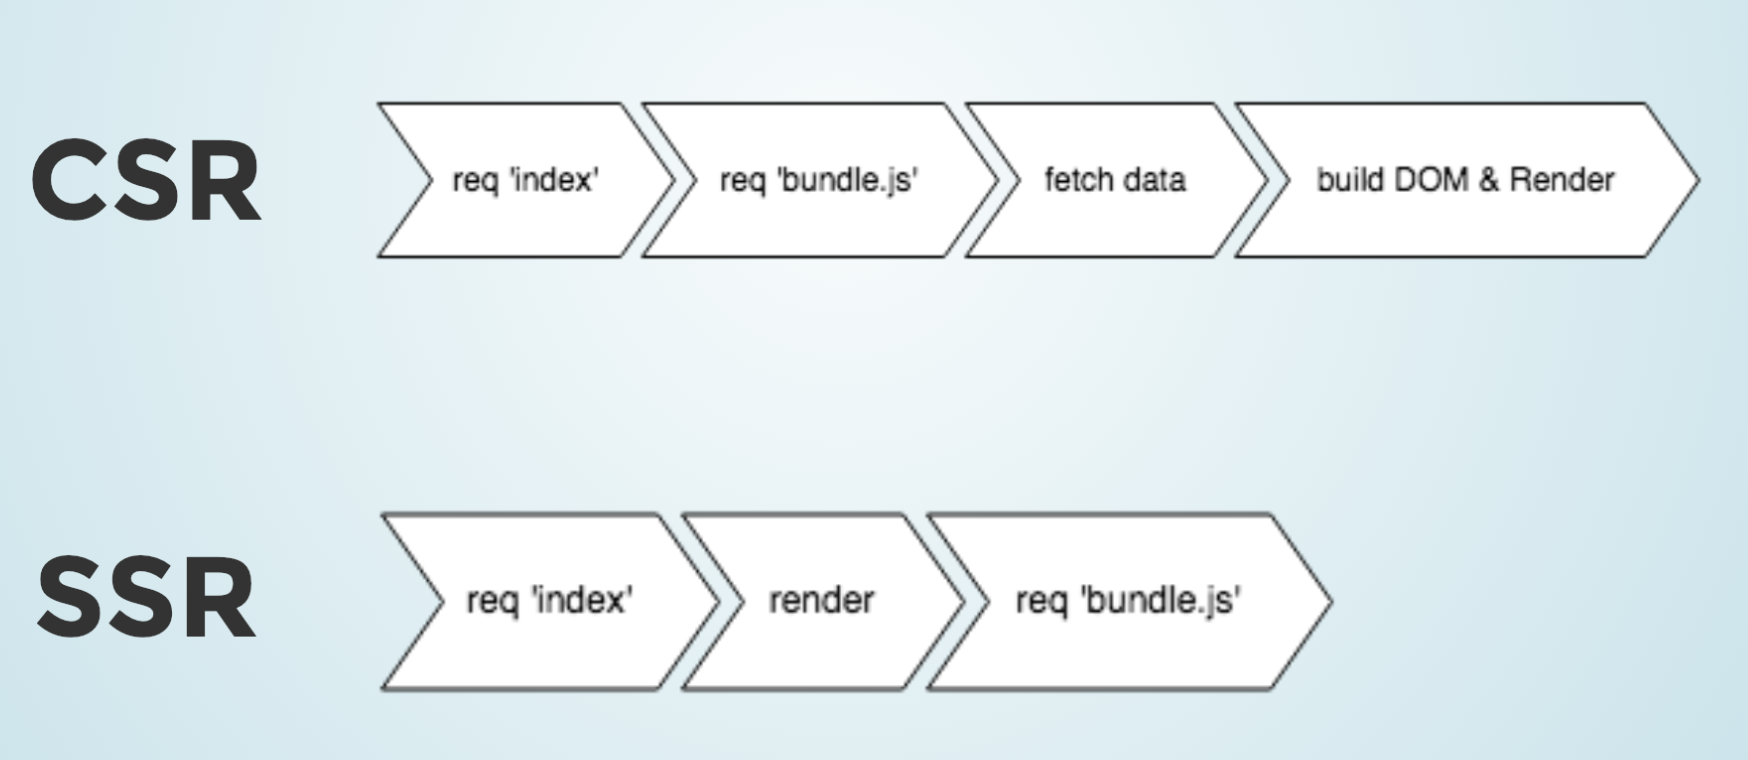 CSR
req 'index'
req 'bundle.js'
fetch data
build DOM & Render
SSR
req 'index'
render
req 'bundle.js'